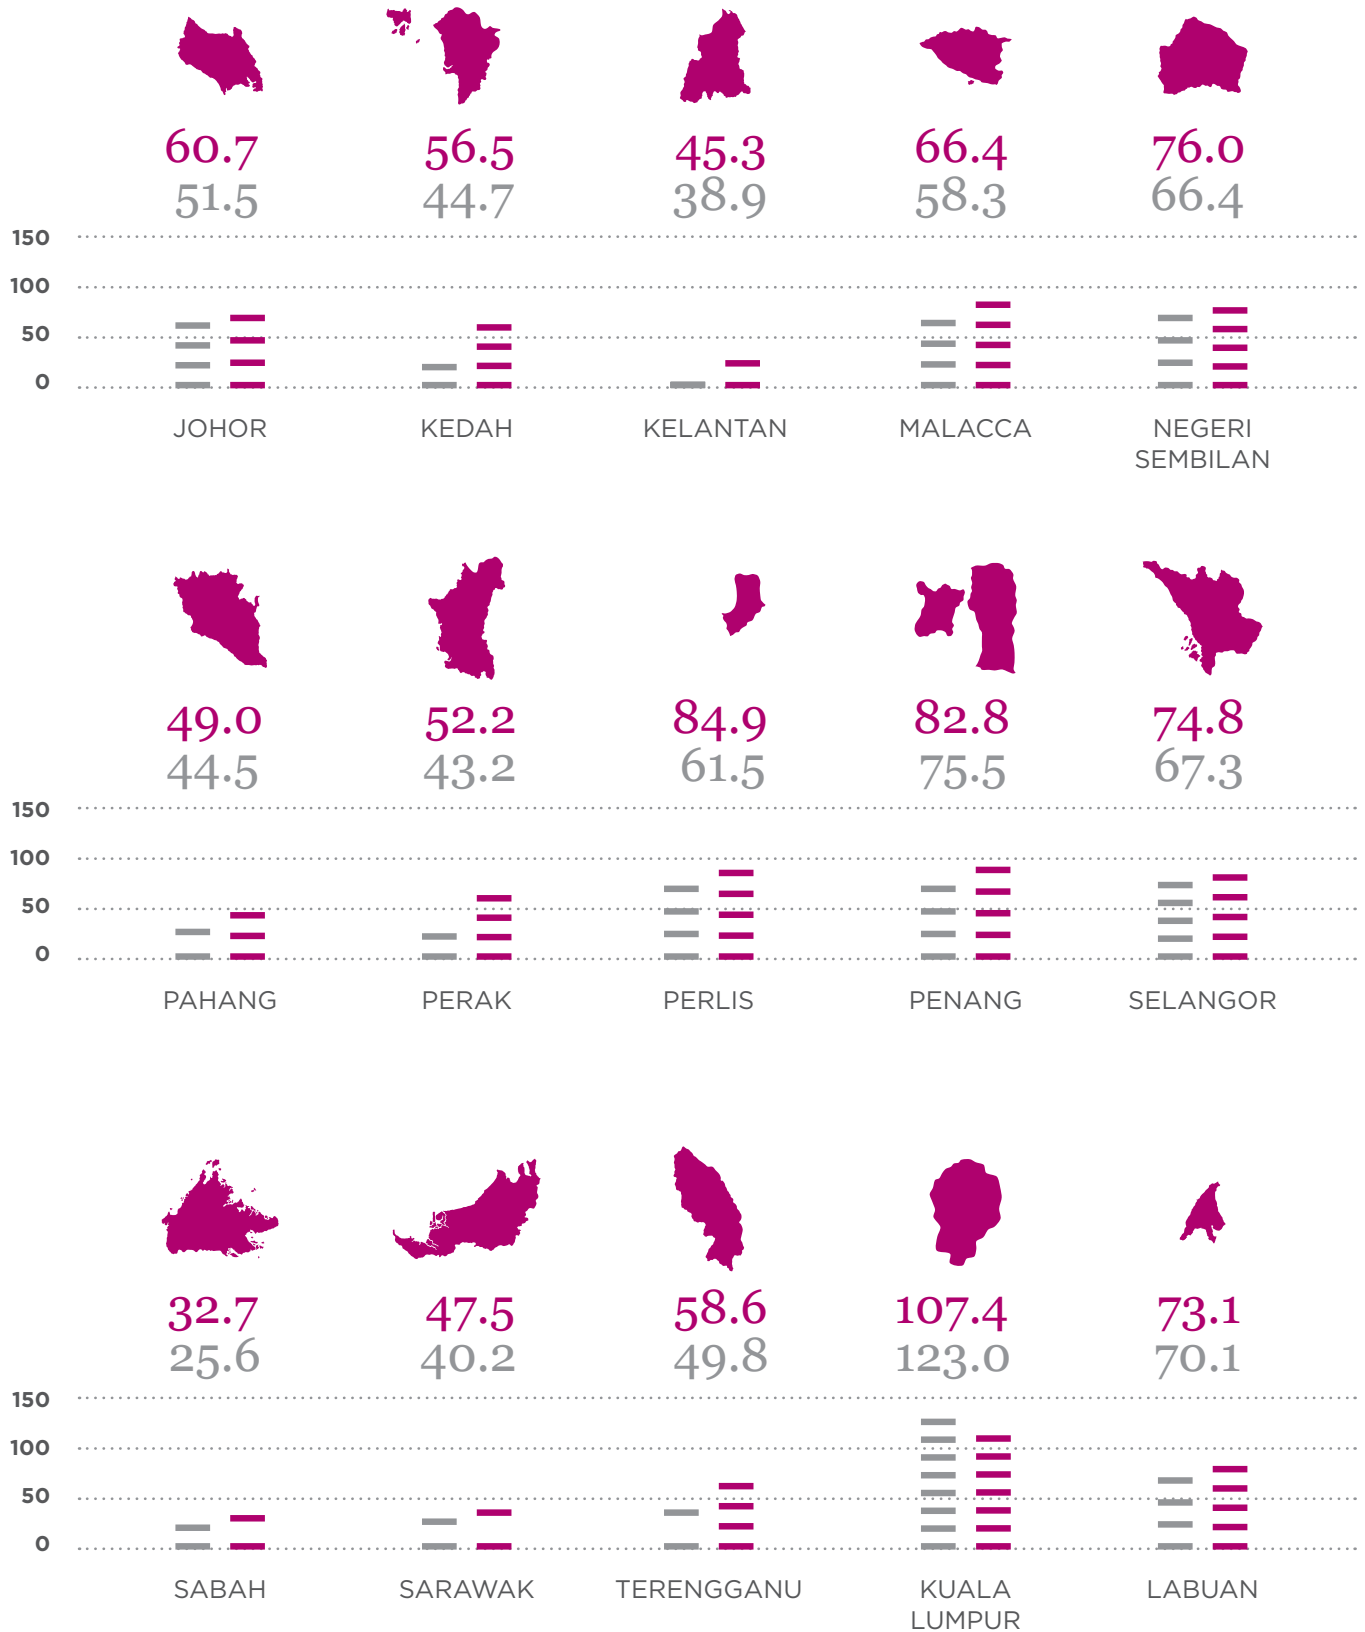 60.7 56.5 45.3 66.4 76.0
51.5 44.7 38.9 58.3 66.4
150
100
50
0
JOHOR KEDAH KELANTAN MALACCA NEGERI
SEMBILAN
49.0 52.2 84.9 82.8 74.8
44.5 43.2 61.5 75.5 67.3
150
100
50
0
PAHANG PERAK PERLIS PENANG SELANGOR
32.7 47.5 58.6 107.4 73.1
25.6 40.2 49.8 123.0 70.1
150
100
50
0
SABAH SARAWAK TERENGGANU KUALA LABUAN
LUMPUR